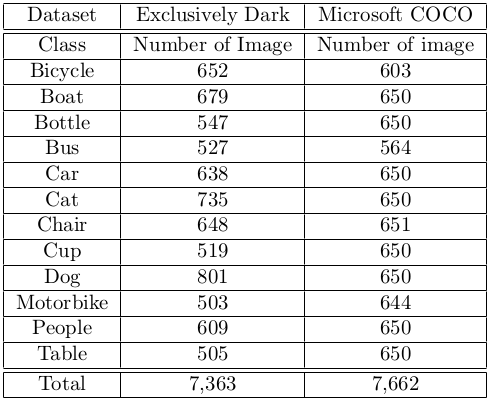 Dataset Exclusively Dark Microsoft COCO
Class Number of Image Number of image
Bicycle 652 603
Boat 679 650
Bottle 547 650
Bus 527 564
Car 638 650
Cat 735 650
Chair 648 651
Cup 519 650
Dog 801 650
Motorbike 503 644
People 609 650
Table 505 650
Total 7,363 7,662